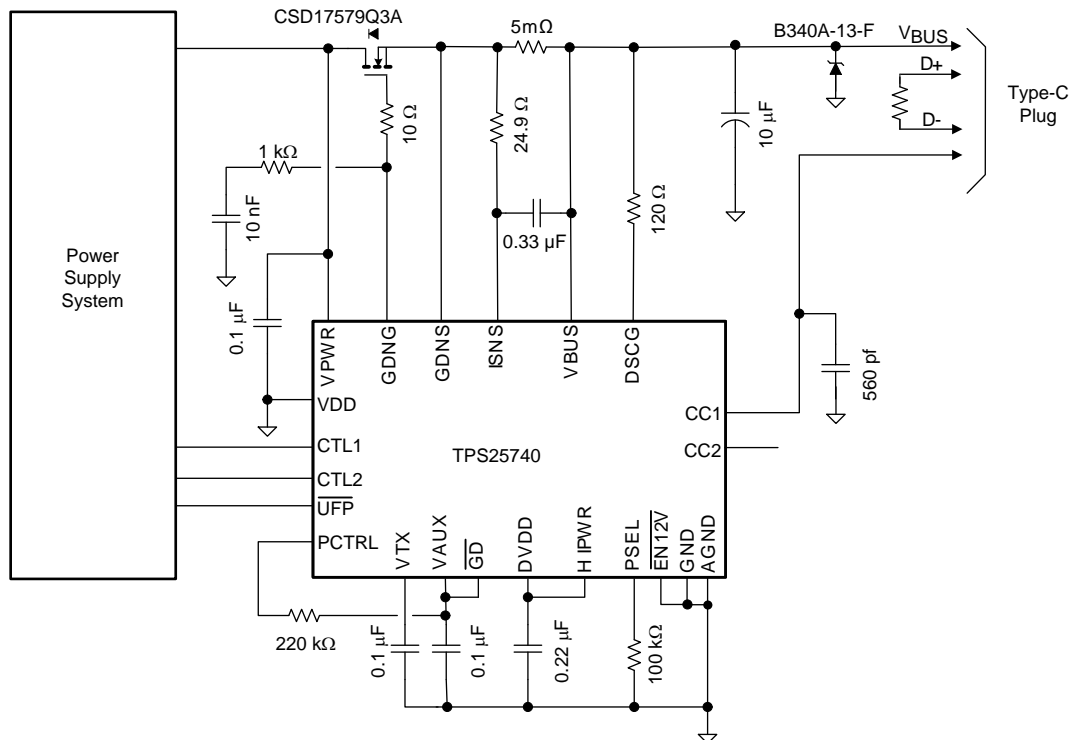 CSD17579Q3A
5mΩ
B340A-13-F
VBUS
D+
D-
Type-C
Plug
10 Ω
24.9 Ω
10 µF
1 kΩ
10 nF
0.33 µF
120 Ω
Power
Supply
System
0.1 µF
VPWR
GDNG
GDNS
ISNS
VBUS
DSCG
560 pf
VDD
CC1
CTL1
CC2
TPS25740
CTL2
UFP
PCTRL
VTX
VAUX
GD
DVDD
HIPWR
PSEL
EN12V
GND
AGND
220 kΩ
0.1 µF
0.1 µF
0.22 µF
100 kΩ